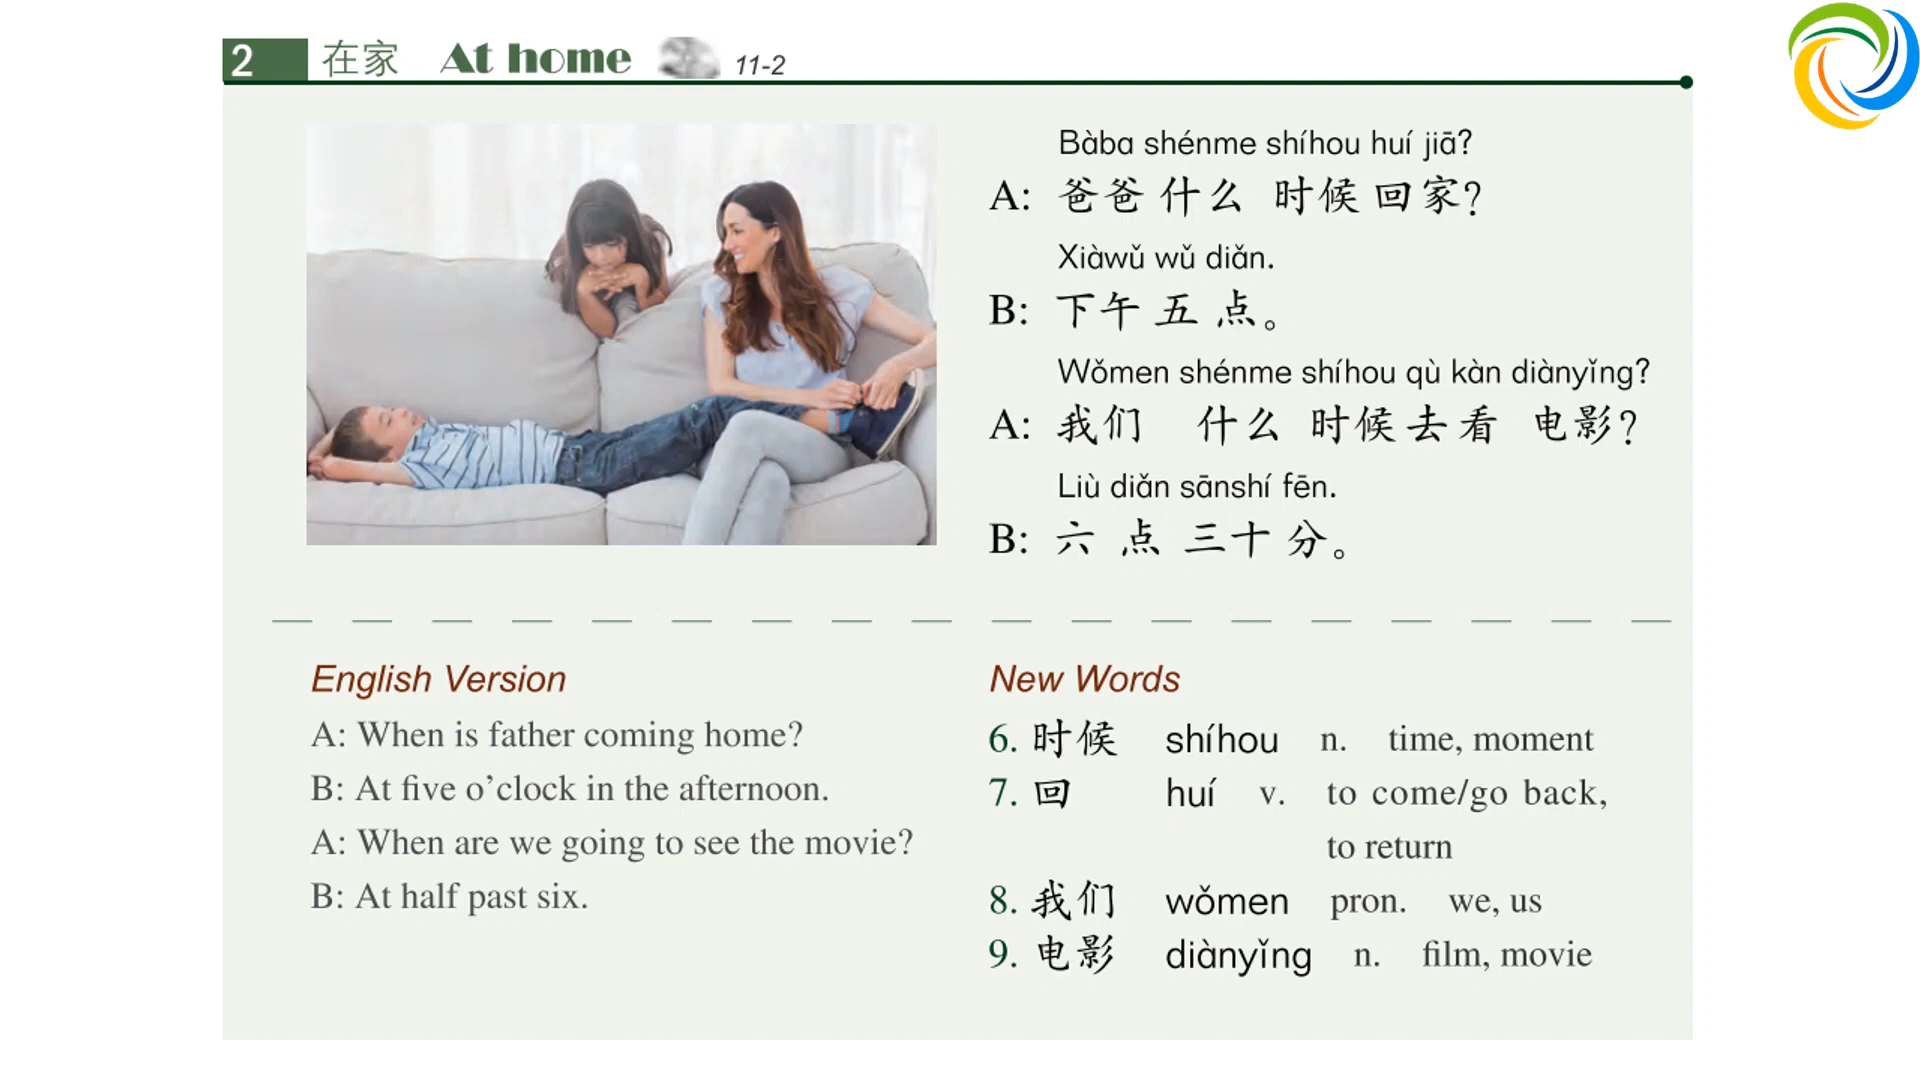 2 在家 At home 11-2
Bàba shénme shíhou huí jiā?
A: 爸爸 什么 时候 回 家?
Xiàwǔ wǔ diǎn.
B: 下午 五 点。
Wǒmen shénme shíhou qù kàn diànyǐng?
A: 我们 什么 时候 去 看 电影?
Liù diǎn sānshí fēn.
B: 六 点 三十 分。
English Version
A: When is father coming home?
B: At five o’clock in the afternoon.
A: When are we going to see the movie?
B: At half past six.
New Words
6. 时候 shíhou n. time, moment
7. 回 huí v. to come/go back,
to return
8. 我们 wǒmen pron. we, us
9. 电影 diànyǐng n. film, movie